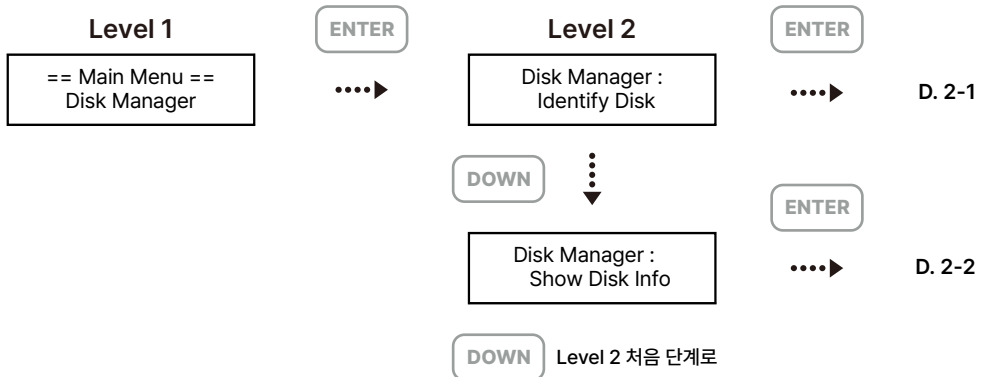 Level 1
ENTER
Level 2
ENTER
== Main Menu ==
Disk Manager
Disk Manager :
Identify Disk
D. 2-1
DOWN
ENTER
Disk Manager :
Show Disk Info
D. 2-2
DOWN
Level 2 처음 단계로